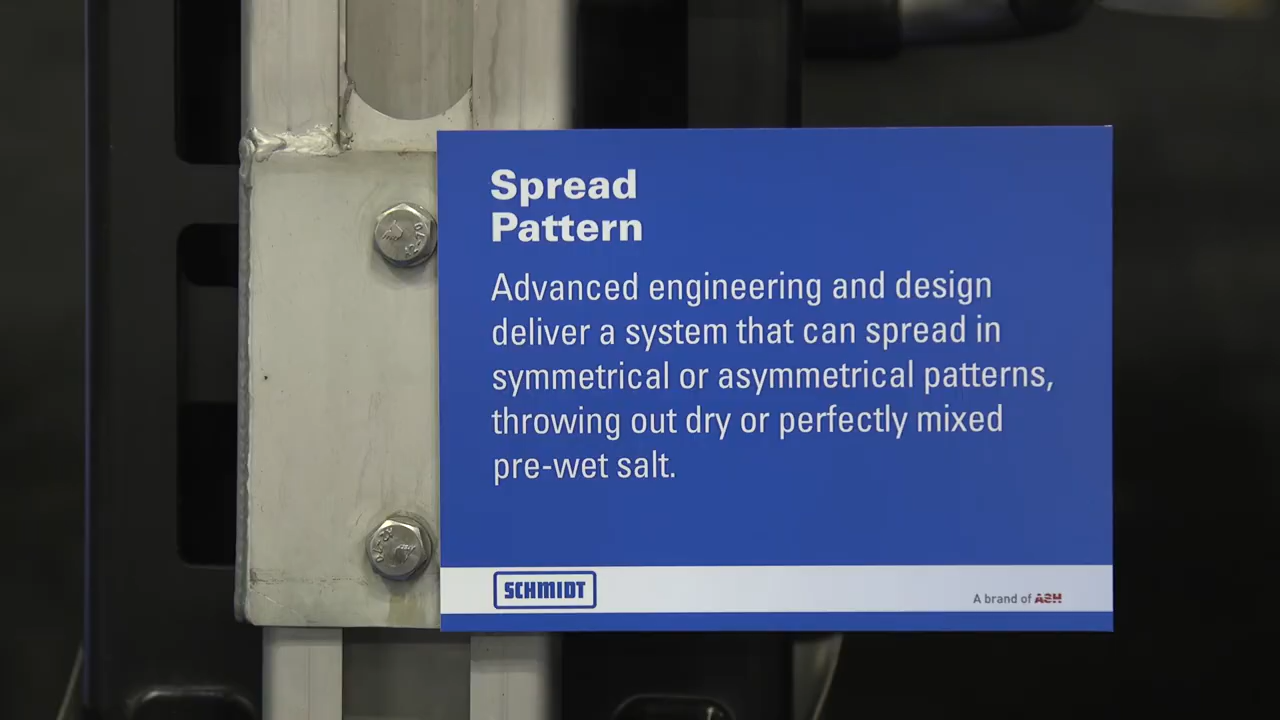 Spread
Pattern
Advanced engineering and design
deliver a system that can spread in
symmetrical or asymmetrical patterns,
throwing out dry or perfectly mixed
pre-wet salt.
SCHMIDT
A brand of ASH